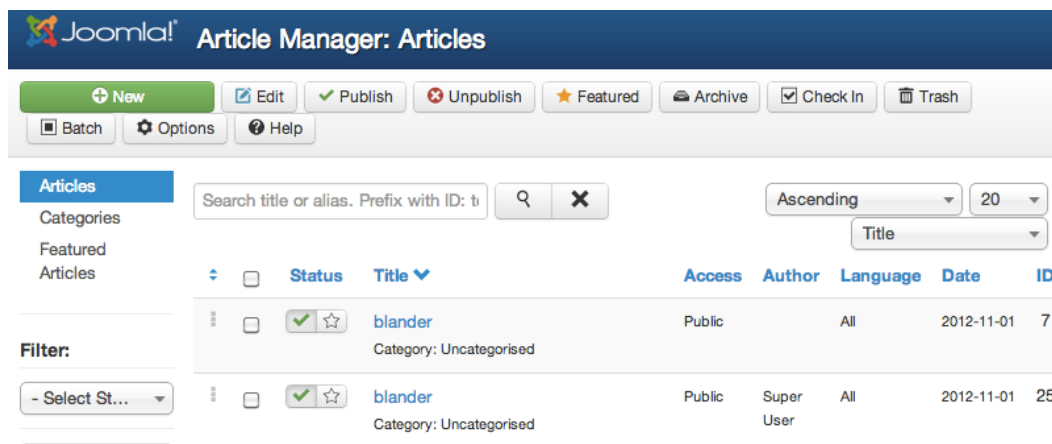 Joomla! Article Manager: Articles
New Edit Publish Unpublish Featured Archive Check In Trash
Batch Options Help
Articles
Categories
Featured
Articles
Filter:
- Select St...
Search title or alias. Prefix with ID: t
Ascending 20
Title
Status Title Access Author Language Date ID
blander Public All 2012-11-01 7
Category: Uncategorised
blander Public Super All 2012-11-01 25
User
Category: Uncategorised